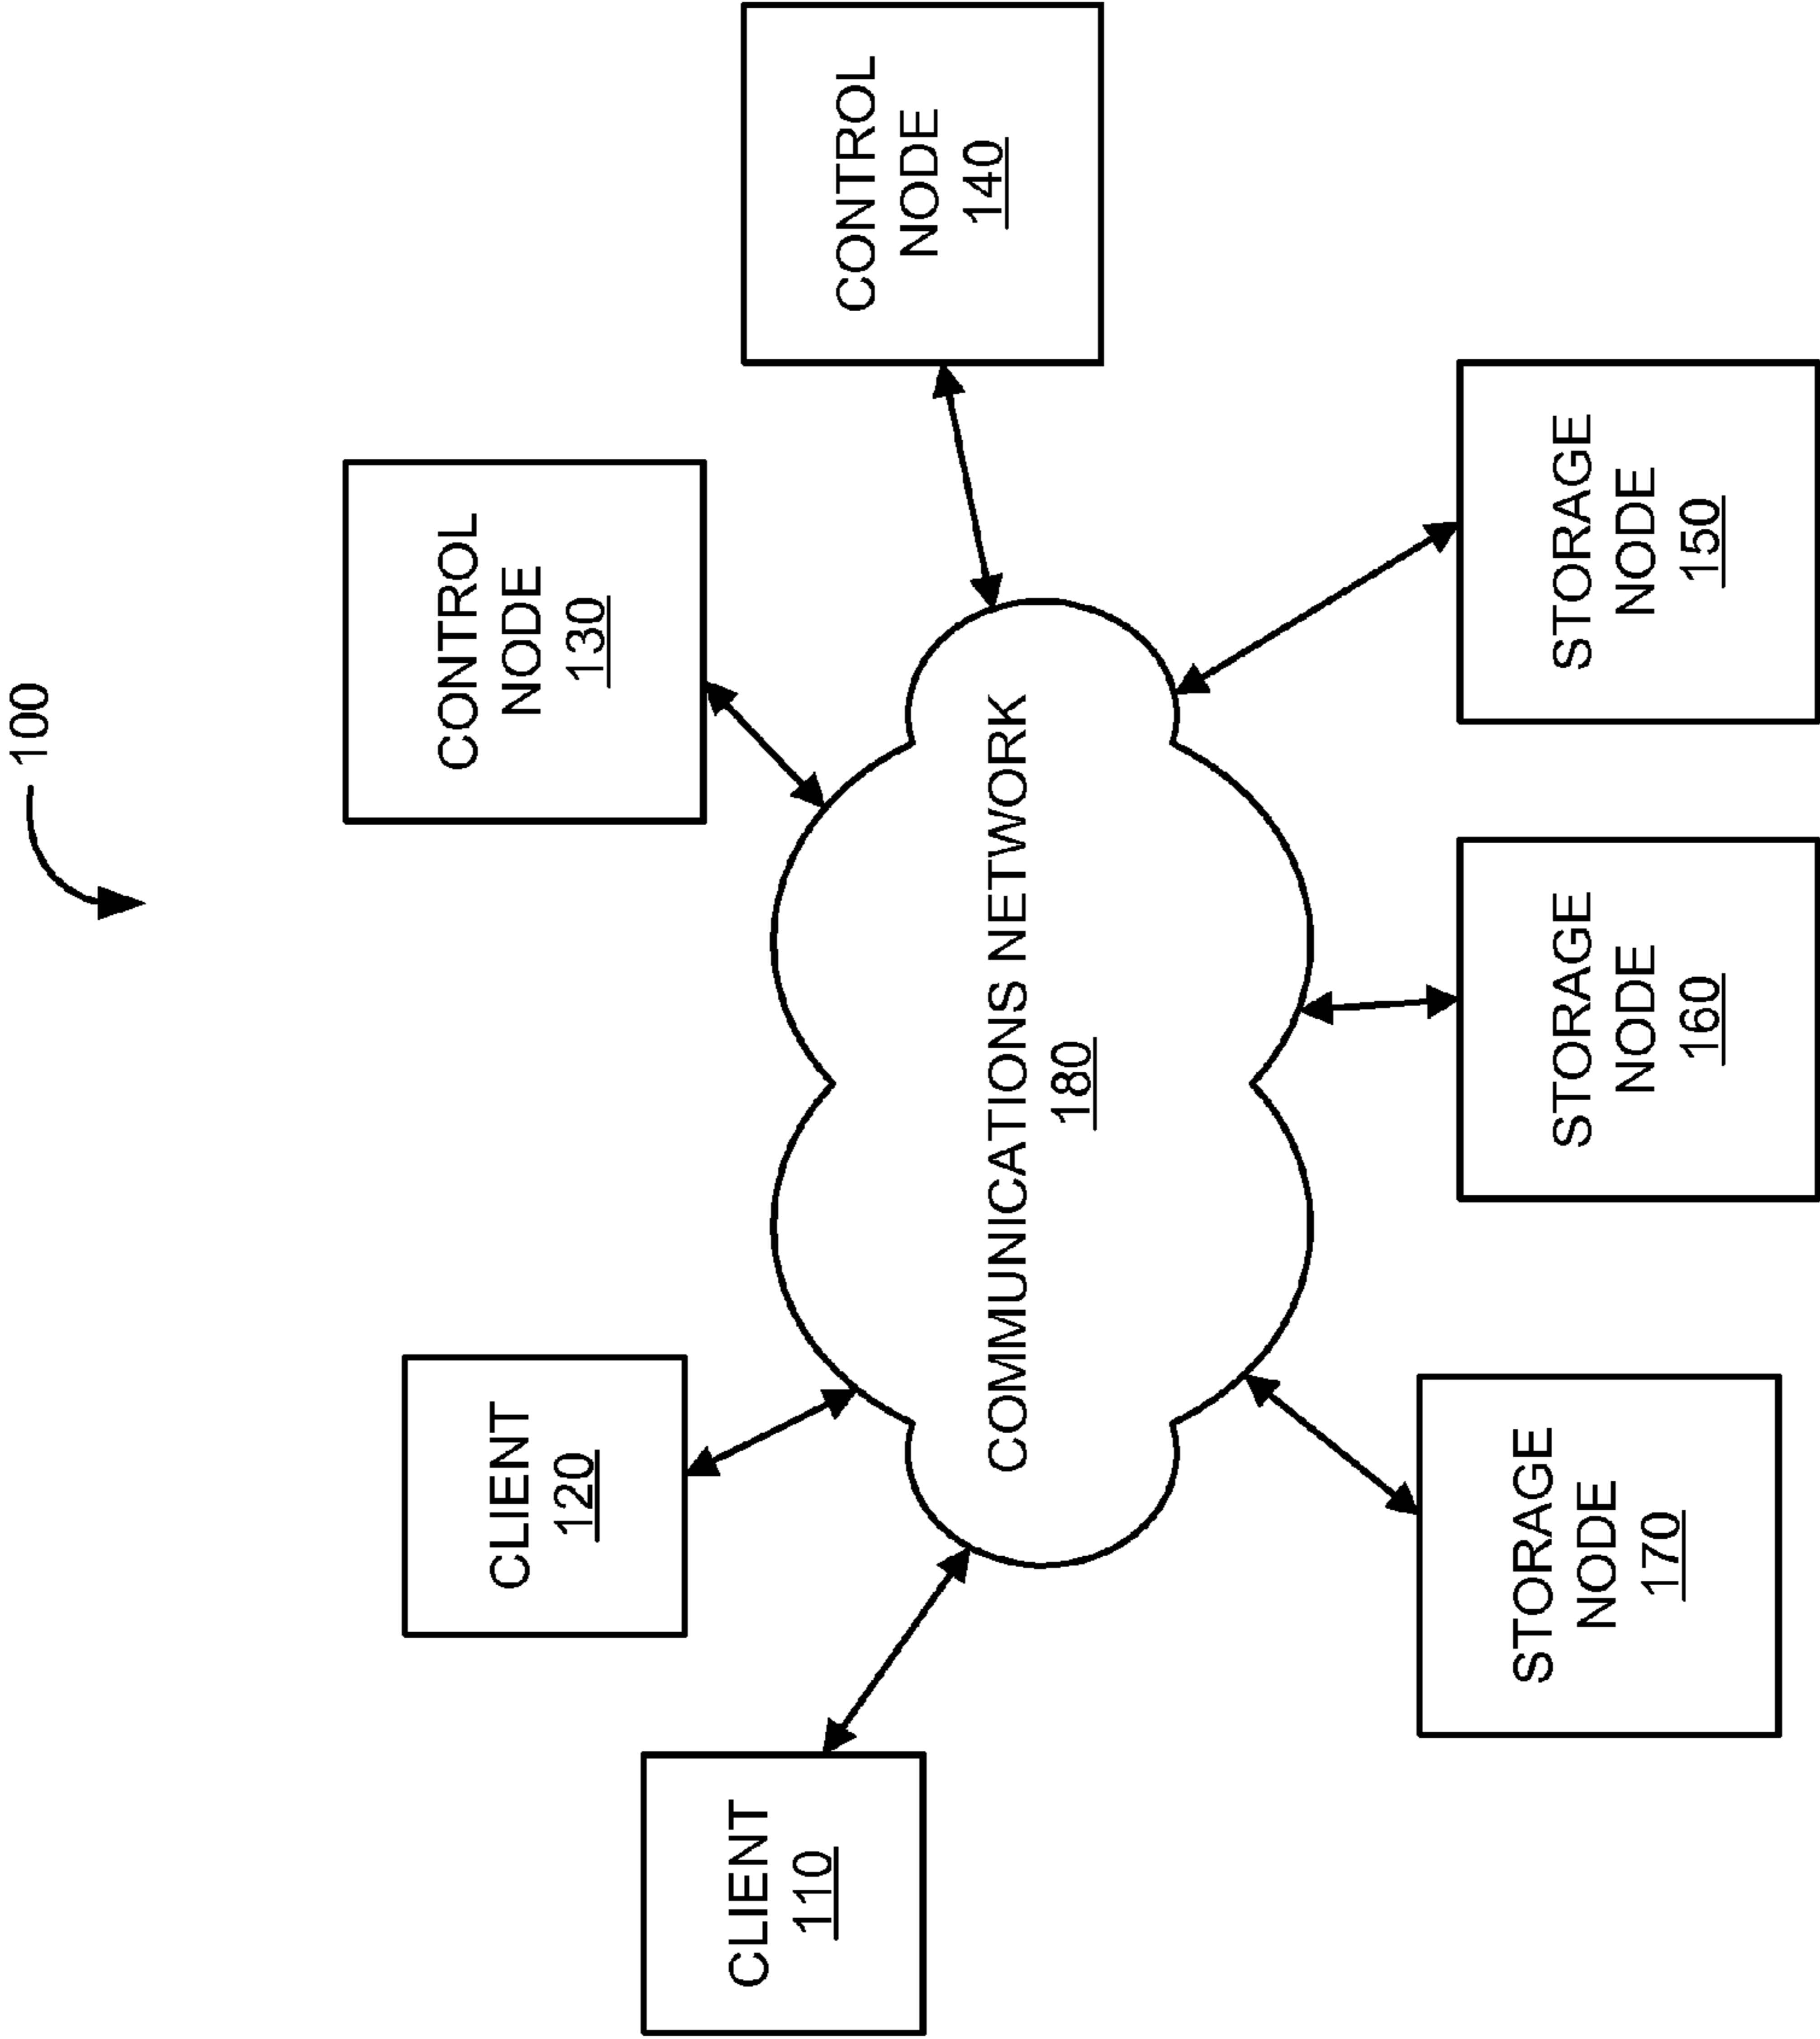 100
CLIENT
110
CLIENT
120
CONTROL
NODE
130
CONTROL
NODE
140
COMMUNICATIONS NETWORK
180
STORAGE
NODE
170
STORAGE
NODE
160
STORAGE
NODE
150